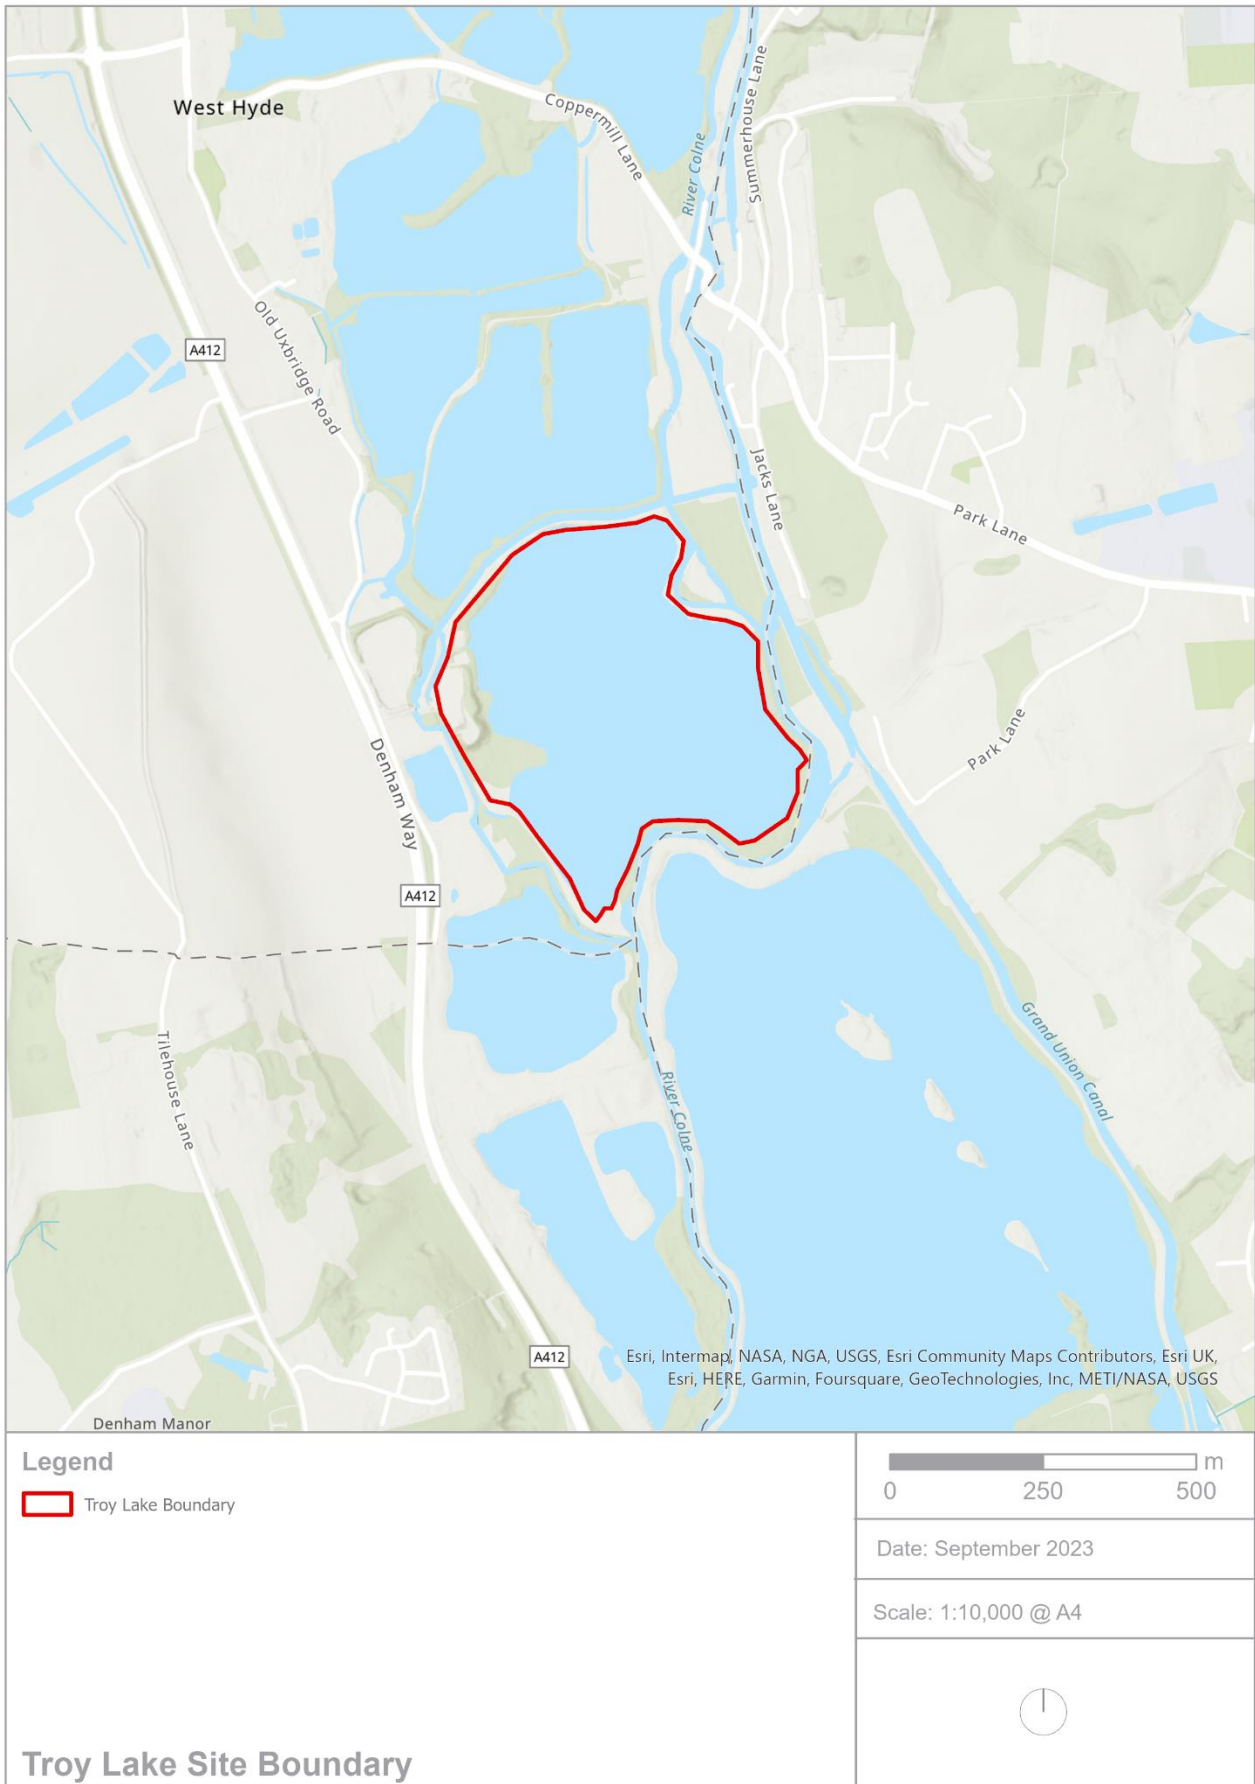 West Hyde
Coppermill Lane
River Colne
Summerhouse Lane
Old Uxbridge Road
A412
Jacks Lane
Park Lane
Park Lane
Denham Way
A412
Grand Union Canal
Tilehouse Lane
River Colne
A412
Esri, Intermap, NASA, NGA, USGS, Esri Community Maps Contributors, Esri UK,
Esri, HERE, Garmin, Foursquare, GeoTechnologies, Inc, METI/NASA, USGS
Denham Manor
Legend
Troy Lake Boundary
m
0 250 500
Date: September 2023
Scale: 1:10,000 @ A4
Troy Lake Site Boundary